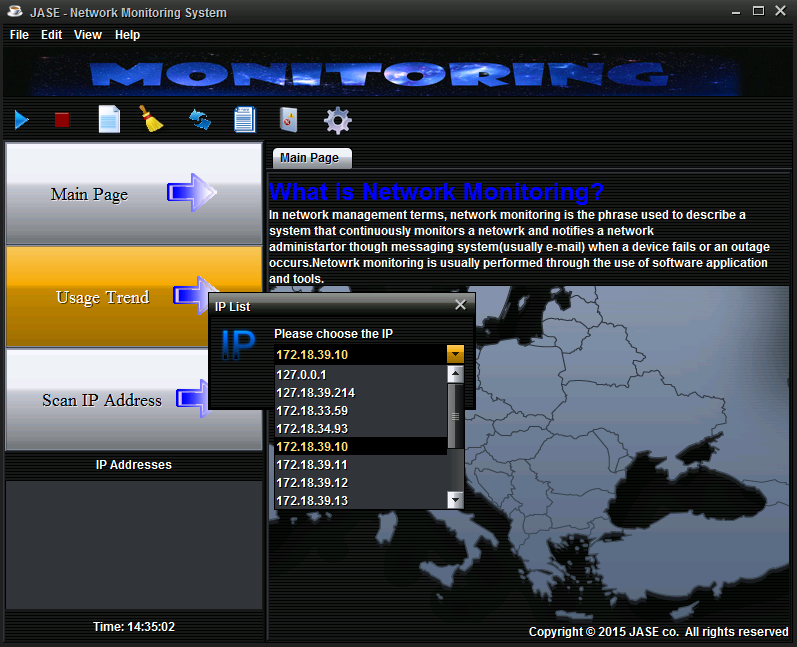 JASE - Network Monitoring System
File Edit View Help
MONITORING
Main Page
Usage Trend
Scan IP Address
IP Addresses
Time: 14:35:02
Main Page
What is Network Monitoring?
In network management terms, network monitoring is the phrase used to describe a
system that continuously monitors a netowrk and notifies a network
administartor though messaging system(usually e-mail) when a device fails or an outage
occurs.Netowrk monitoring is usually performed through the use of software application
and tools.
IP List
IP
Please choose the IP
172.18.39.10
127.0.0.1
127.18.39.214
172.18.33.59
172.18.34.93
172.18.39.10
172.18.39.11
172.18.39.12
172.18.39.13
Copyright © 2015 JASE co. All rights reserved